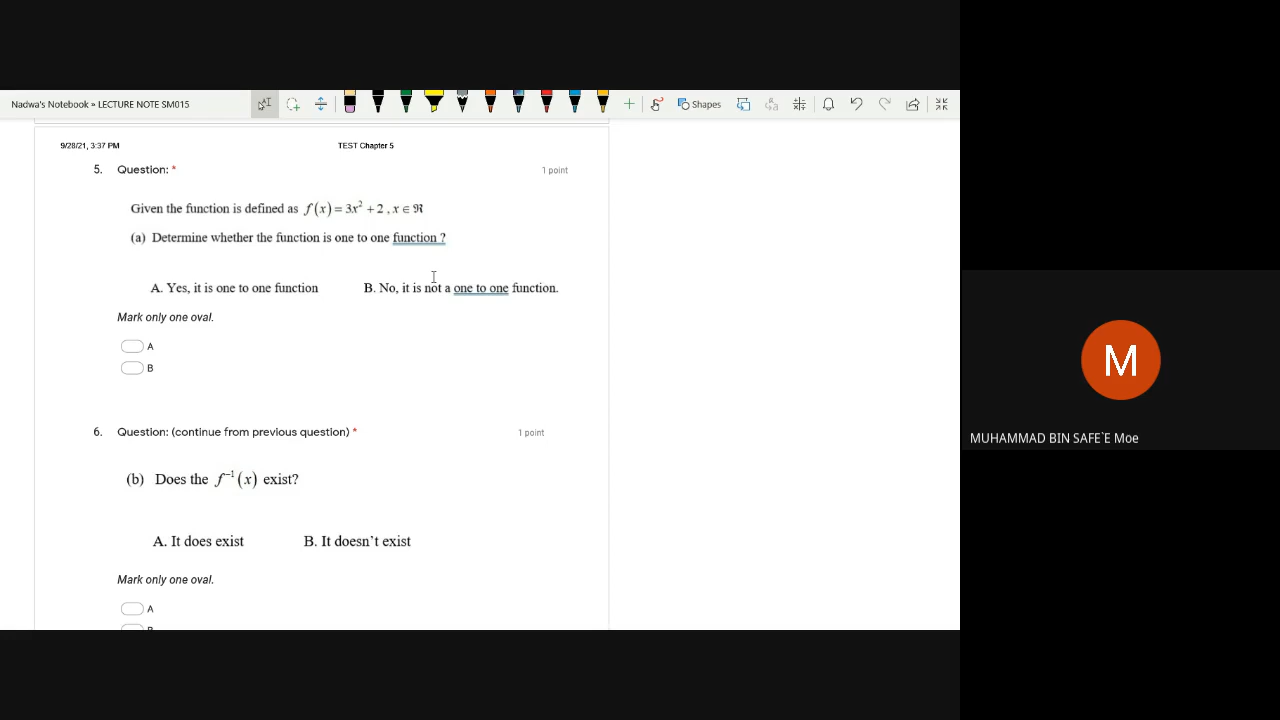 Nadwa's Notebook » LECTURE NOTE SM015
Shapes
9/28/21, 3:37 PM
TEST Chapter 5
5. Question: *
1 point
Given the function is defined as f(x) = 3x² + 2 , x ∈ ℜ
(a) Determine whether the function is one to one function ?
A. Yes, it is one to one function
B. No, it is not a one to one function.
Mark only one oval.
A
B
6. Question: (continue from previous question) *
1 point
(b) Does the f⁻¹(x) exist?
A. It does exist
B. It doesn't exist
Mark only one oval.
A
M
MUHAMMAD BIN SAFE`E Moe